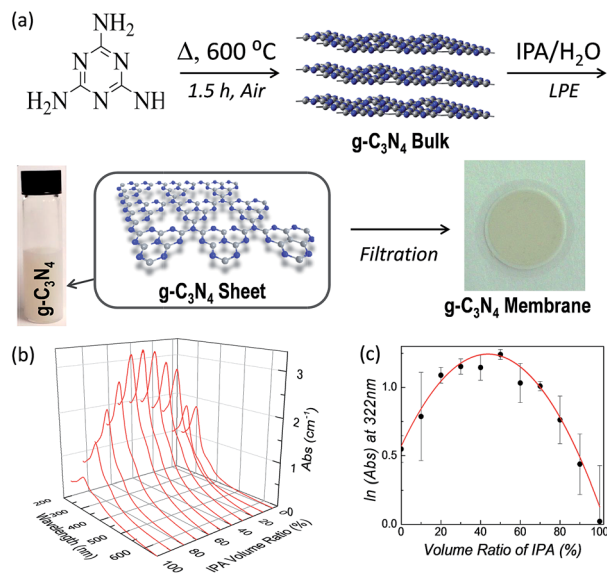 (a)
NH₂
N
N
N
H₂N
NH
Δ, 600 ⁰C
1.5 h, Air
g-C₃N₄ Bulk
IPA/H₂O
LPE
g-C₃N₄
g-C₃N₄ Sheet
Filtration
g-C₃N₄ Membrane
(b)
3
2
1
0
Abs (cm⁻¹)
200
300
400
500
600
Wavelength (nm)
100
80
60
40
20
0
IPA Volume Ratio (%)
(c)
1.0
0.5
0.0
ln (Abs) at 322nm
0 20 40 60 80 100
Volume Ratio of IPA (%)